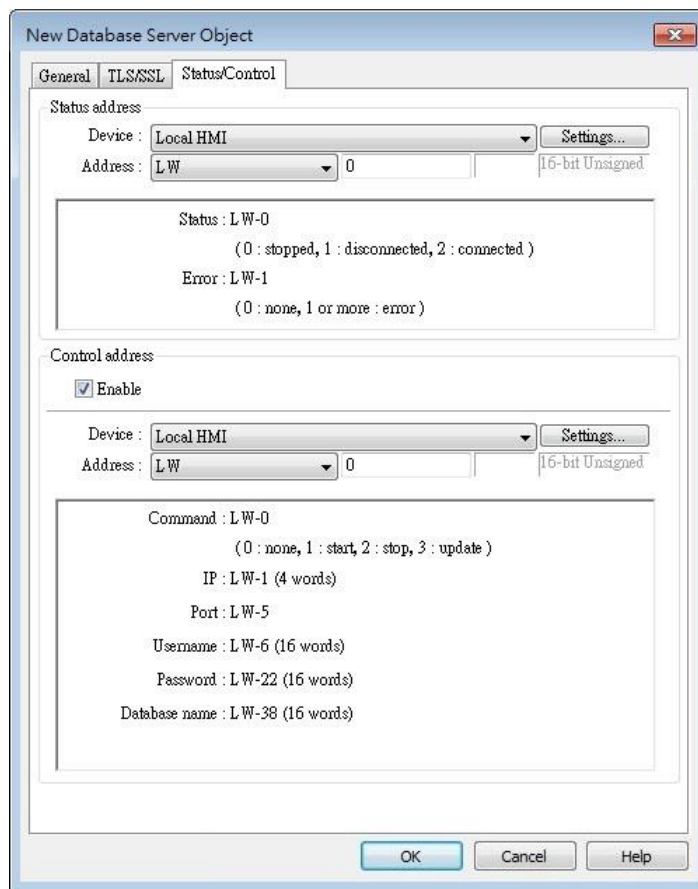 New Database Server Object
General TLS/SSL Status/Control
Status address
Device : Local HMI Settings...
Address : LW 0 16-bit Unsigned
Status : LW-0
( 0 : stopped, 1 : disconnected, 2 : connected )
Error : LW-1
( 0 : none, 1 or more : error )
Control address
Enable
Device : Local HMI Settings...
Address : LW 0 16-bit Unsigned
Command : LW-0
( 0 : none, 1 : start, 2 : stop, 3 : update )
IP : LW-1 (4 words)
Port : LW-5
Username : LW-6 (16 words)
Password : LW-22 (16 words)
Database name : LW-38 (16 words)
OK Cancel Help